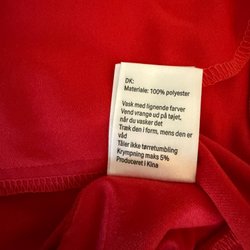 DK:
Materiale: 100% polyester
Vask med lignende farver
Vend vrange ud på tøjet,
når du vasker det
Træk den i form, mens den er
våd
Tåler ikke tørretumbling
Krympning maks 5%
Produceret i Kina